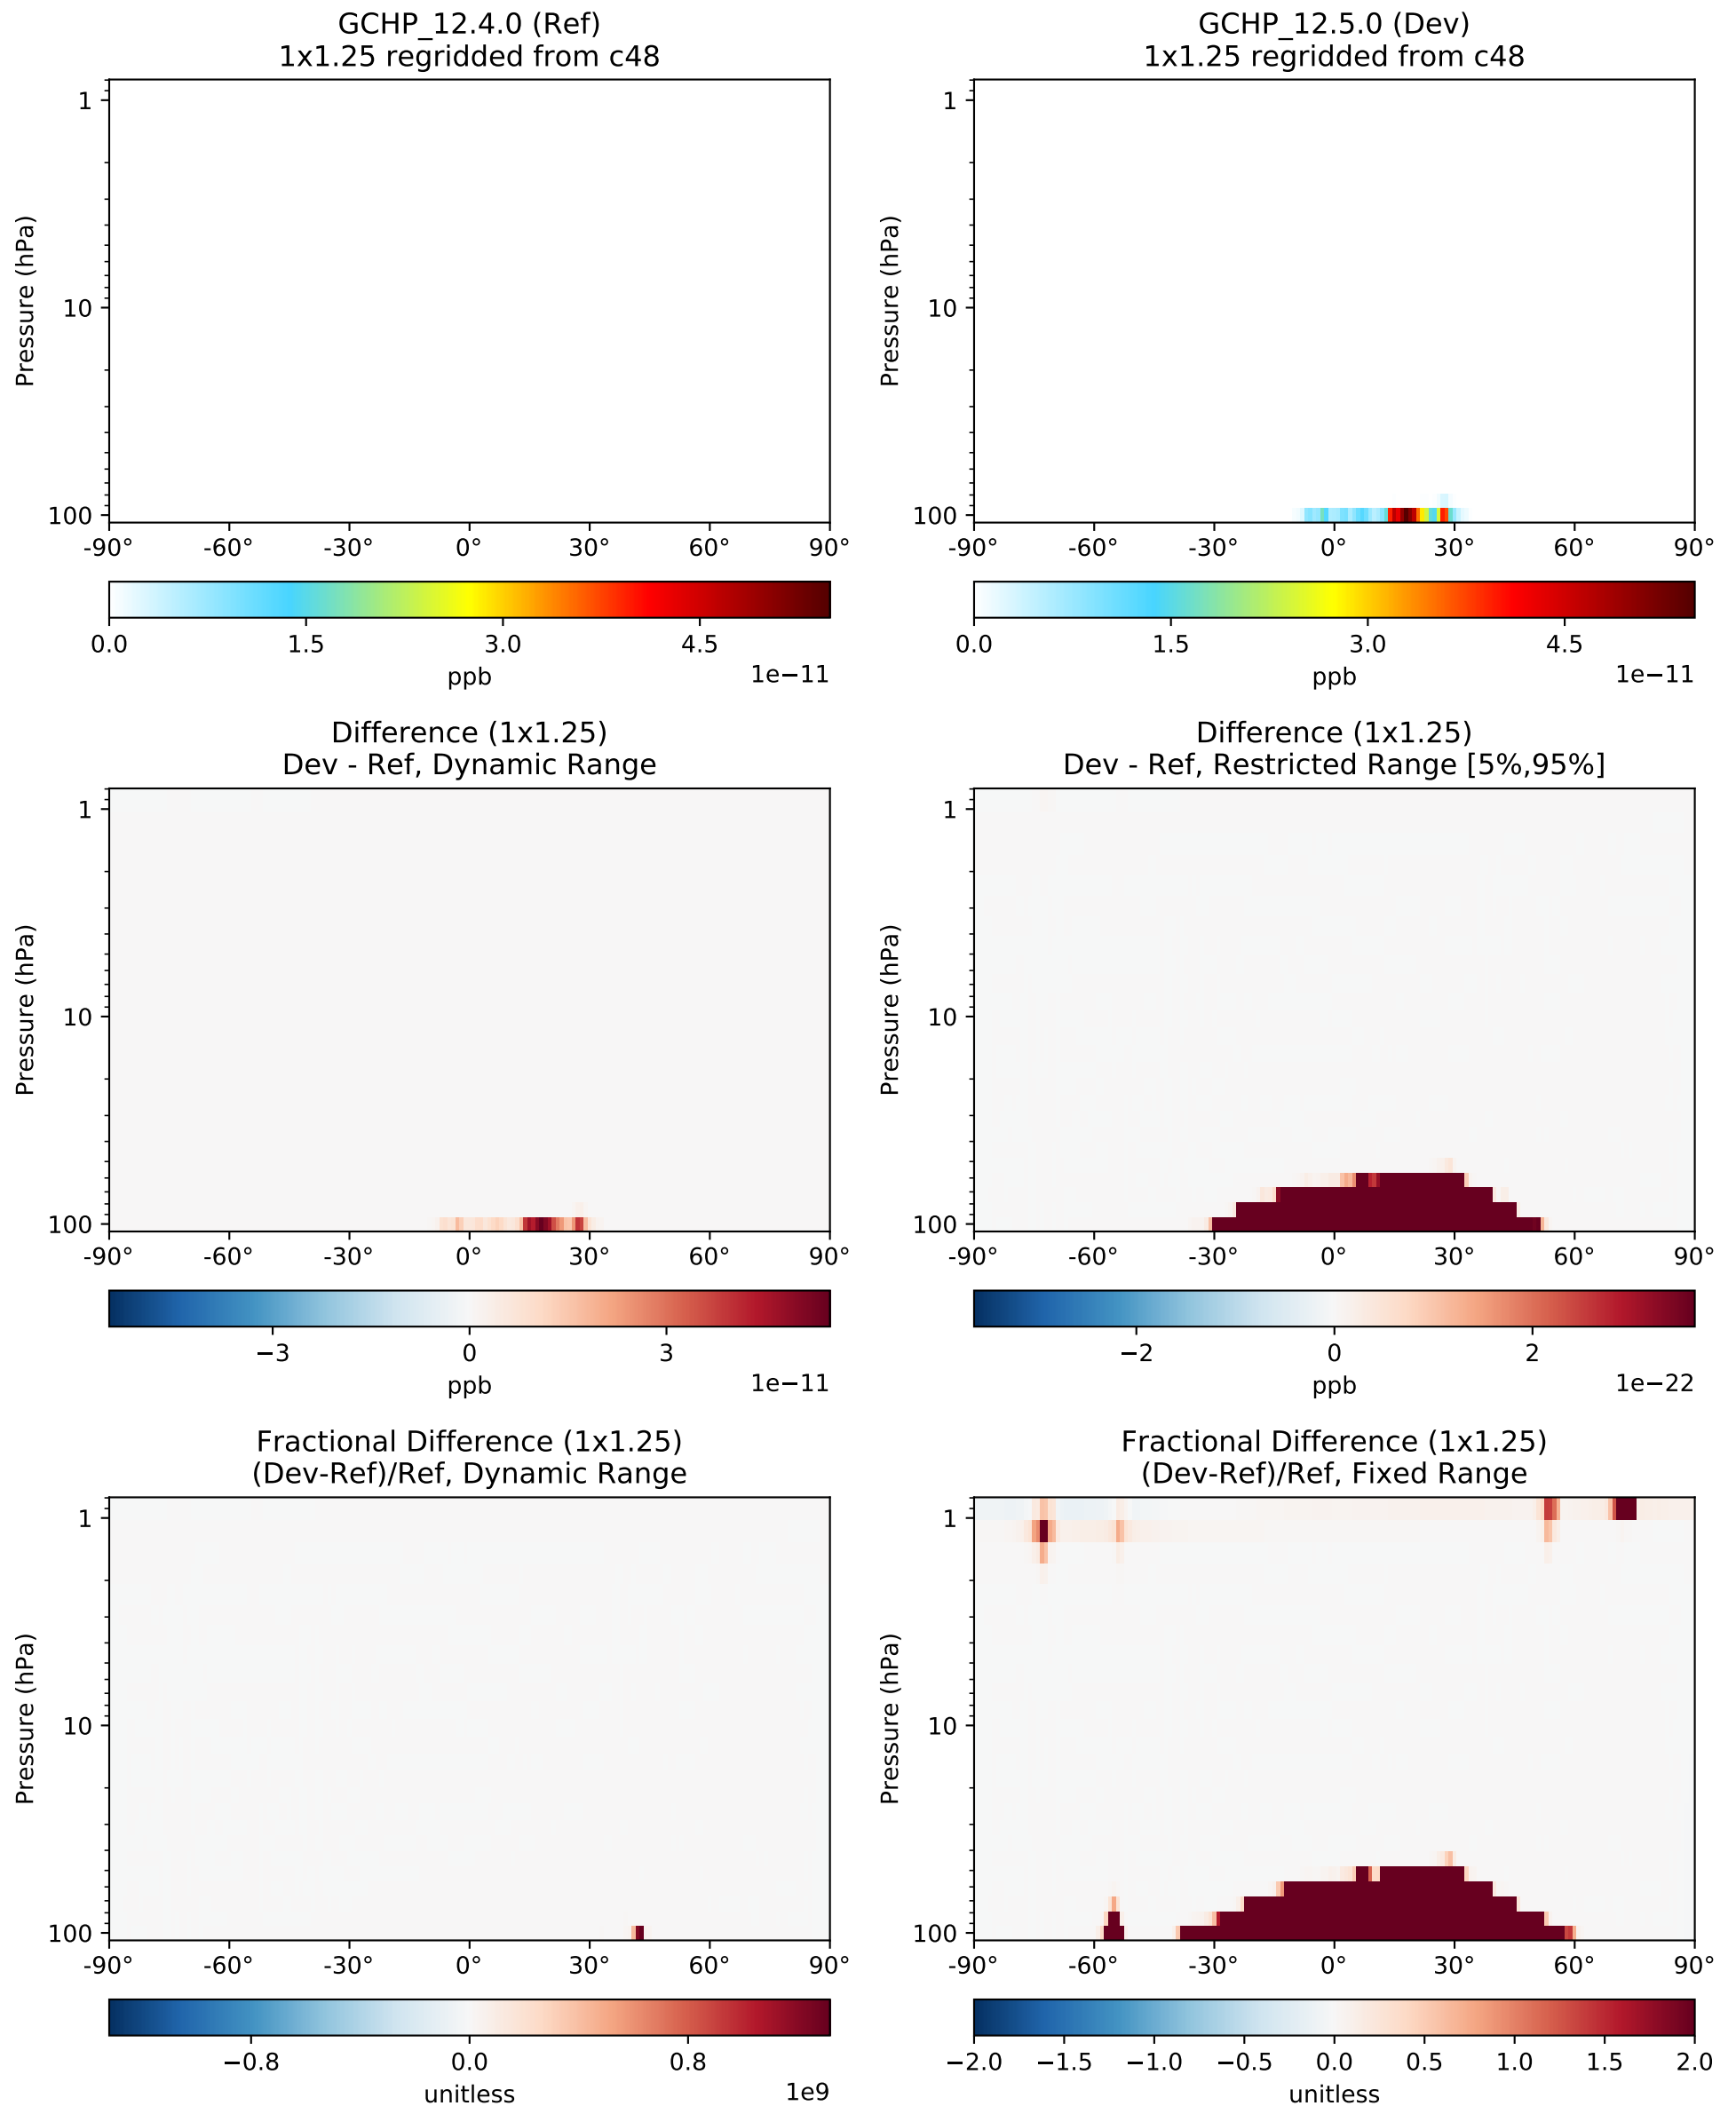 GCHP_12.4.0 (Ref)
1x1.25 regridded from c48
Pressure (hPa)
1
10
100
-90° -60° -30° 0° 30° 60° 90°
0.0 1.5 3.0 4.5
1e−11
ppb
GCHP_12.5.0 (Dev)
1x1.25 regridded from c48
Pressure (hPa)
1
10
100
-90° -60° -30° 0° 30° 60° 90°
0.0 1.5 3.0 4.5
1e−11
ppb
Difference (1x1.25)
Dev - Ref, Dynamic Range
Pressure (hPa)
1
10
100
-90° -60° -30° 0° 30° 60° 90°
−3 0 3
1e−11
ppb
Difference (1x1.25)
Dev - Ref, Restricted Range [5%,95%]
Pressure (hPa)
1
10
100
-90° -60° -30° 0° 30° 60° 90°
−2 0 2
1e−22
ppb
Fractional Difference (1x1.25)
(Dev-Ref)/Ref, Dynamic Range
Pressure (hPa)
1
10
100
-90° -60° -30° 0° 30° 60° 90°
−0.8 0.0 0.8
1e9
unitless
Fractional Difference (1x1.25)
(Dev-Ref)/Ref, Fixed Range
Pressure (hPa)
1
10
100
-90° -60° -30° 0° 30° 60° 90°
−2.0 −1.5 −1.0 −0.5 0.0 0.5 1.0 1.5 2.0
unitless